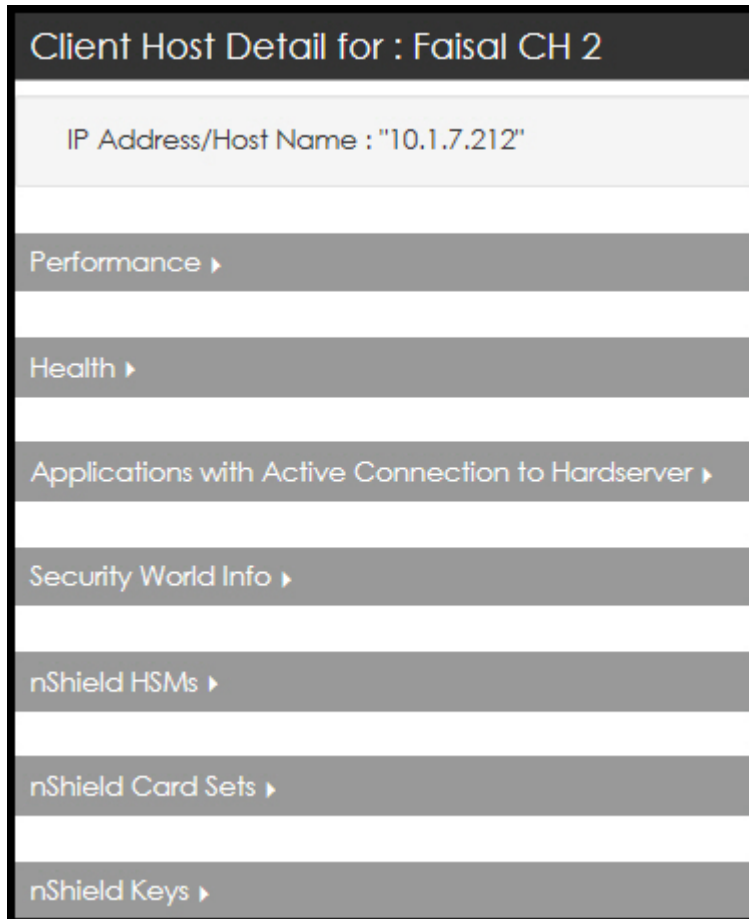 Client Host Detail for : Faisal CH 2
IP Address/Host Name : "10.1.7.212"
Performance
Health
Applications with Active Connection to Hardserver
Security World Info
nShield HSMs
nShield Card Sets
nShield Keys